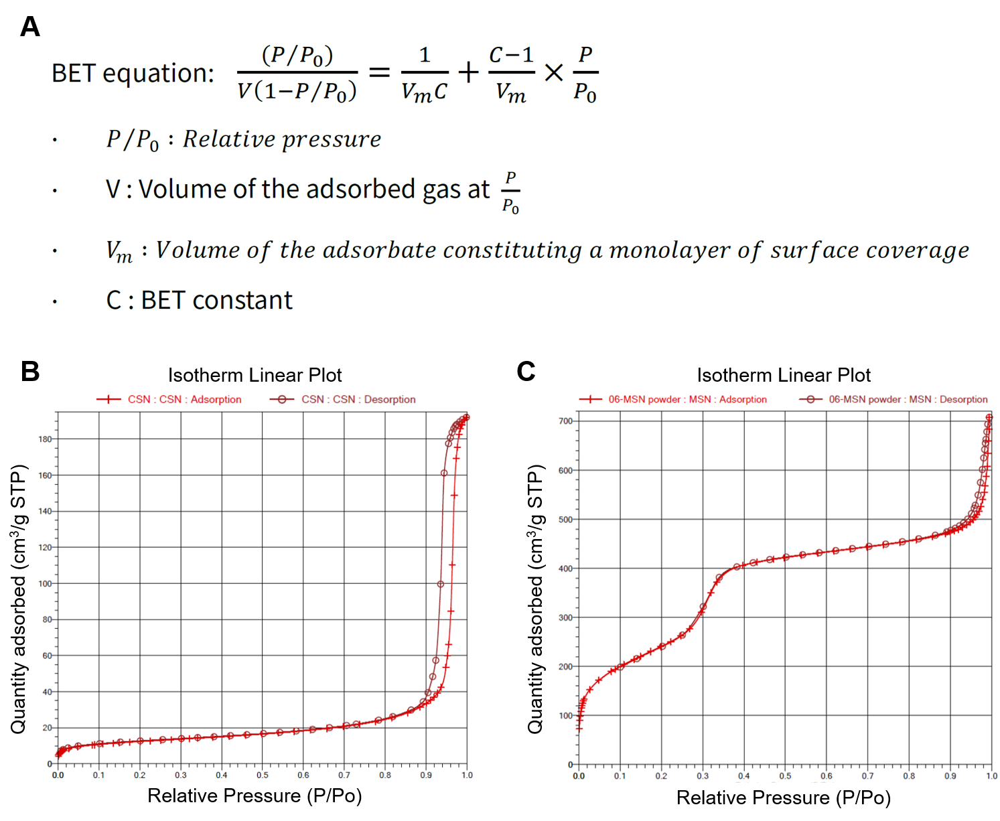 A
BET equation: (P/P₀) / V(1−P/P₀) = 1 / VₘC + C−1 / Vₘ × P / P₀
· P/P₀ : Relative pressure
· V : Volume of the adsorbed gas at P / P₀
· Vₘ : Volume of the adsorbate constituting a monolayer of surface coverage
· C : BET constant
B
Isotherm Linear Plot
CSN : CSN : Adsorption
CSN : CSN : Desorption
Quantity adsorbed (cm³/g STP)
180
160
140
120
100
80
60
40
20
0
0.0 0.1 0.2 0.3 0.4 0.5 0.6 0.7 0.8 0.9 1.0
Relative Pressure (P/Po)
C
Isotherm Linear Plot
06-MSN powder : MSN : Adsorption
06-MSN powder : MSN : Desorption
Quantity adsorbed (cm³/g STP)
700
600
500
400
300
200
100
0
0.0 0.1 0.2 0.3 0.4 0.5 0.6 0.7 0.8 0.9 1.0
Relative Pressure (P/Po)